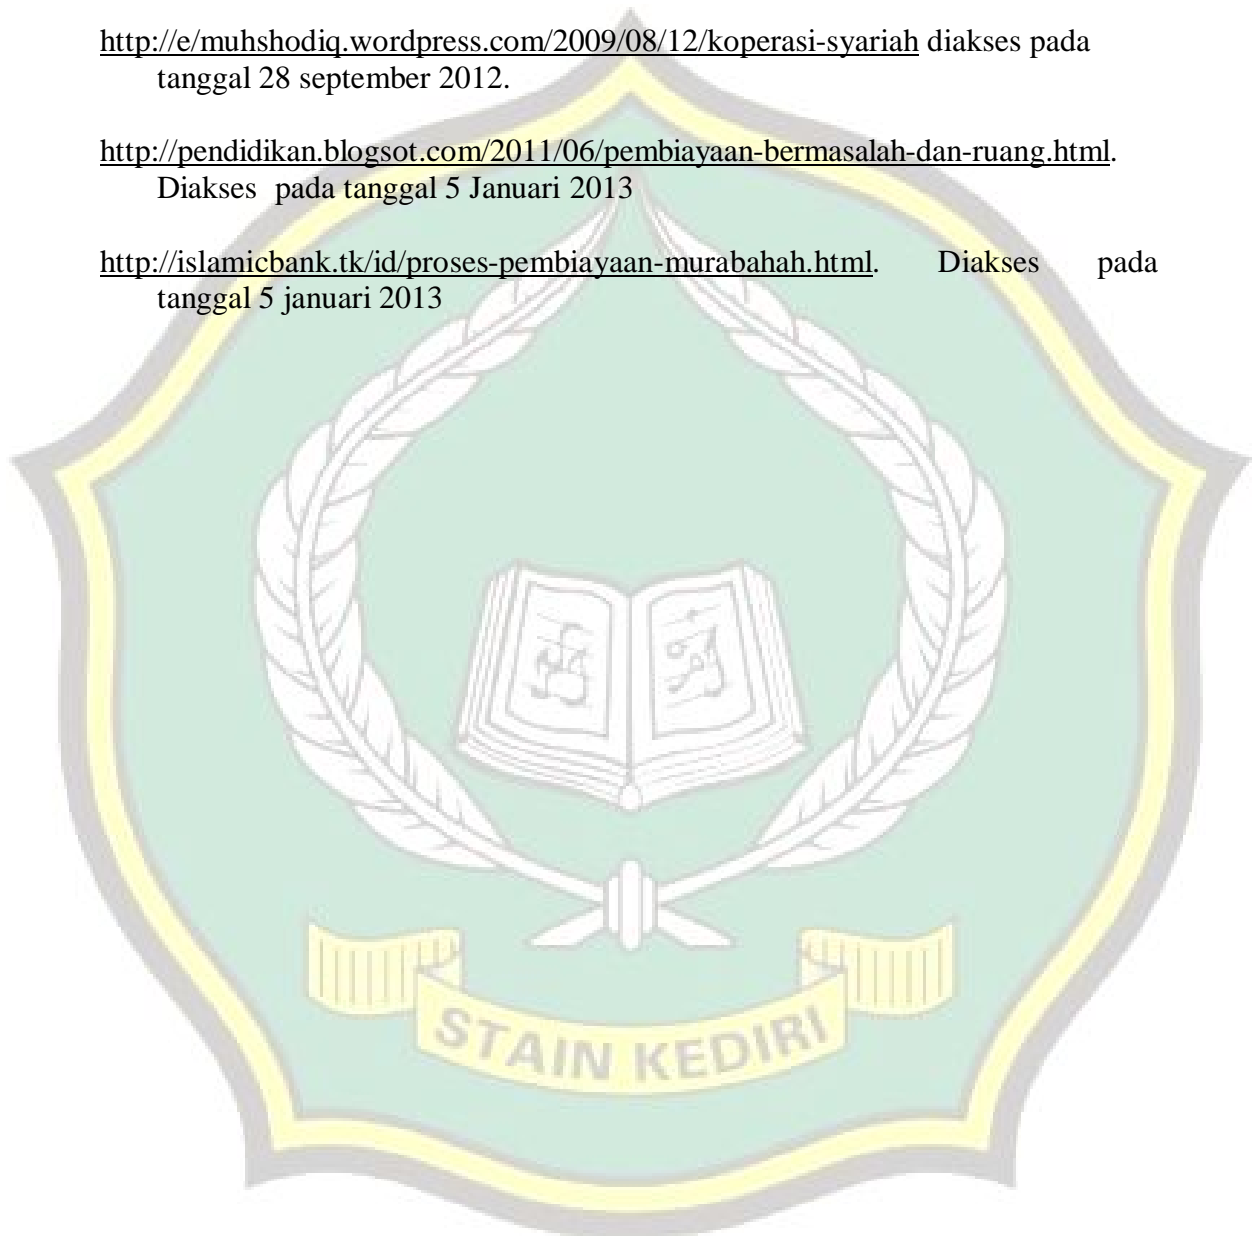 http://e/muhshodiq.wordpress.com/2009/08/12/koperasi-syariah diakses pada
tanggal 28 september 2012.
http://pendidikan.blogsot.com/2011/06/pembiayaan-bermasalah-dan-ruang.html.
Diakses pada tanggal 5 Januari 2013
http://islamicbank.tk/id/proses-pembiayaan-murabahah.html. Diakses pada
tanggal 5 januari 2013
STAIN KEDIRI